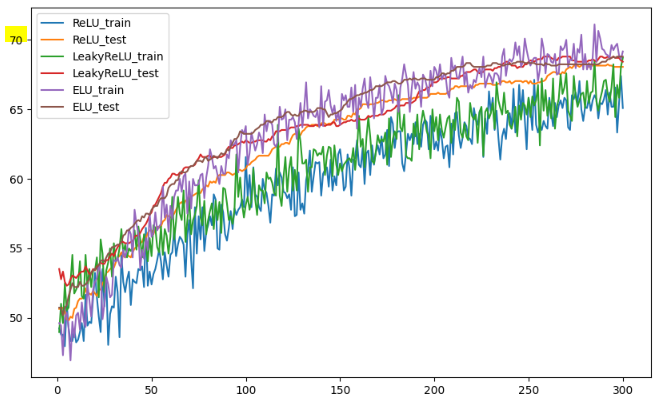 ReLU_train
ReLU_test
LeakyReLU_train
LeakyReLU_test
ELU_train
ELU_test
70
65
60
55
50
0 50 100 150 200 250 300